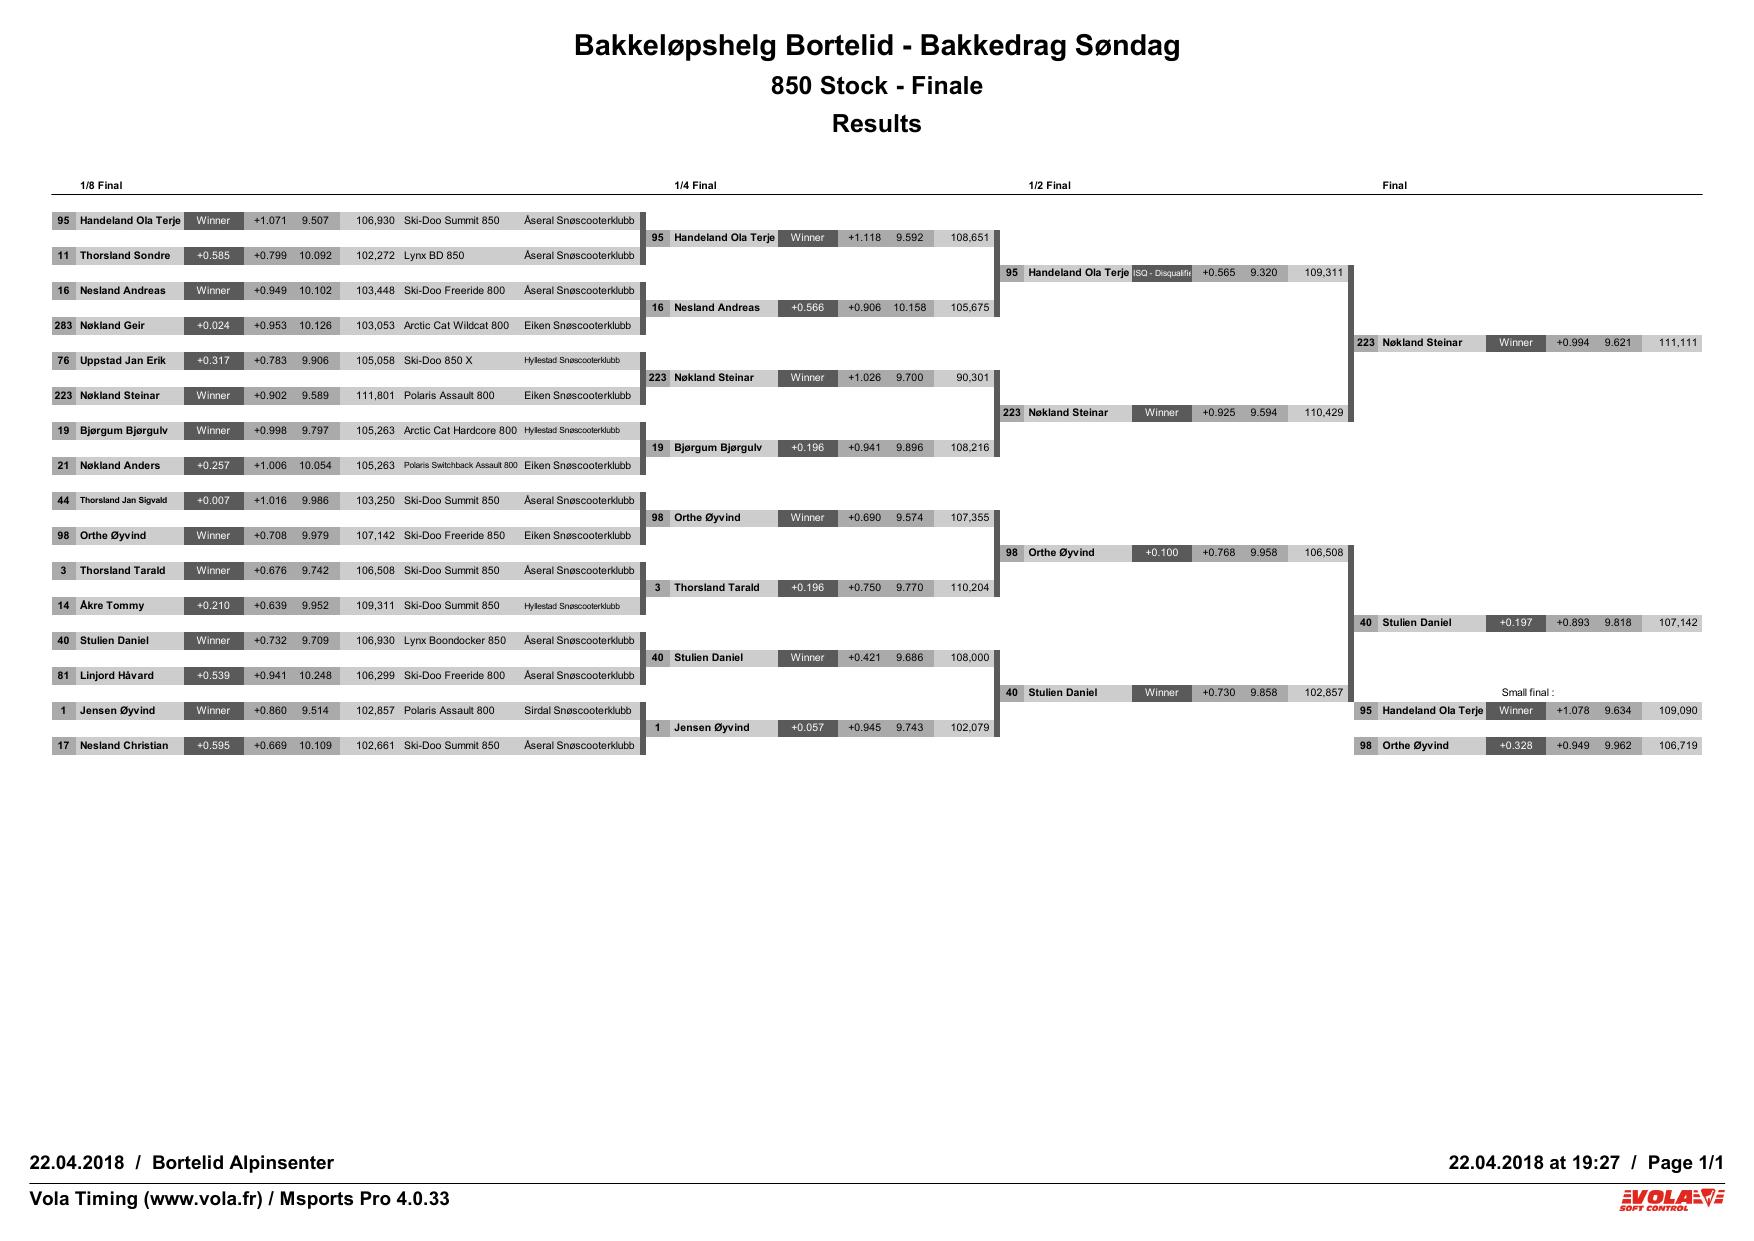 Bakkeløpshelg Bortelid - Bakkedrag Søndag
850 Stock - Finale
Results
1/8 Final 1/4 Final 1/2 Final Final
95 Handeland Ola Terje Winner +1.071 9.507 106,930 Ski-Doo Summit 850 Åseral Snøscooterklubb
95 Handeland Ola Terje Winner +1.118 9.592 108,651
11 Thorsland Sondre +0.585 +0.799 10.092 102,272 Lynx BD 850 Åseral Snøscooterklubb
95 Handeland Ola Terje ISQ - Disqualifie +0.565 9.320 109,311
16 Nesland Andreas Winner +0.949 10.102 103,448 Ski-Doo Freeride 800 Åseral Snøscooterklubb
16 Nesland Andreas +0.566 +0.906 10.158 105,675
283 Nøkland Geir +0.024 +0.953 10.126 103,053 Arctic Cat Wildcat 800 Eiken Snøscooterklubb
223 Nøkland Steinar Winner +0.994 9.621 111,111
76 Uppstad Jan Erik +0.317 +0.783 9.906 105,058 Ski-Doo 850 X Hyllestad Snøscooterklubb
223 Nøkland Steinar Winner +1.026 9.700 90,301
223 Nøkland Steinar Winner +0.902 9.589 111,801 Polaris Assault 800 Eiken Snøscooterklubb
223 Nøkland Steinar Winner +0.925 9.594 110,429
19 Bjørgum Bjørgulv Winner +0.998 9.797 105,263 Arctic Cat Hardcore 800 Hyllestad Snøscooterklubb
19 Bjørgum Bjørgulv +0.196 +0.941 9.896 108,216
21 Nøkland Anders +0.257 +1.006 10.054 105,263 Polaris Switchback Assault 800 Eiken Snøscooterklubb
44 Thorsland Jan Sigvald +0.007 +1.016 9.986 103,250 Ski-Doo Summit 850 Åseral Snøscooterklubb
98 Orthe Øyvind Winner +0.690 9.574 107,355
98 Orthe Øyvind Winner +0.708 9.979 107,142 Ski-Doo Freeride 850 Eiken Snøscooterklubb
98 Orthe Øyvind +0.100 +0.768 9.958 106,508
3 Thorsland Tarald Winner +0.676 9.742 106,508 Ski-Doo Summit 850 Åseral Snøscooterklubb
3 Thorsland Tarald +0.196 +0.750 9.770 110,204
14 Åkre Tommy +0.210 +0.639 9.952 109,311 Ski-Doo Summit 850 Hyllestad Snøscooterklubb
40 Stulien Daniel +0.197 +0.893 9.818 107,142
40 Stulien Daniel Winner +0.732 9.709 106,930 Lynx Boondocker 850 Åseral Snøscooterklubb
40 Stulien Daniel Winner +0.421 9.686 108,000
81 Linjord Håvard +0.539 +0.941 10.248 106,299 Ski-Doo Freeride 800 Åseral Snøscooterklubb
40 Stulien Daniel Winner +0.730 9.858 102,857 Small final :
1 Jensen Øyvind Winner +0.860 9.514 102,857 Polaris Assault 800 Sirdal Snøscooterklubb 95 Handeland Ola Terje Winner +1.078 9.634 109,090
1 Jensen Øyvind +0.057 +0.945 9.743 102,079
17 Nesland Christian +0.595 +0.669 10.109 102,661 Ski-Doo Summit 850 Åseral Snøscooterklubb 98 Orthe Øyvind +0.328 +0.949 9.962 106,719
22.04.2018 / Bortelid Alpinsenter 22.04.2018 at 19:27 / Page 1/1
Vola Timing (www.vola.fr) / Msports Pro 4.0.33
VOLA
SOFT CONTROL